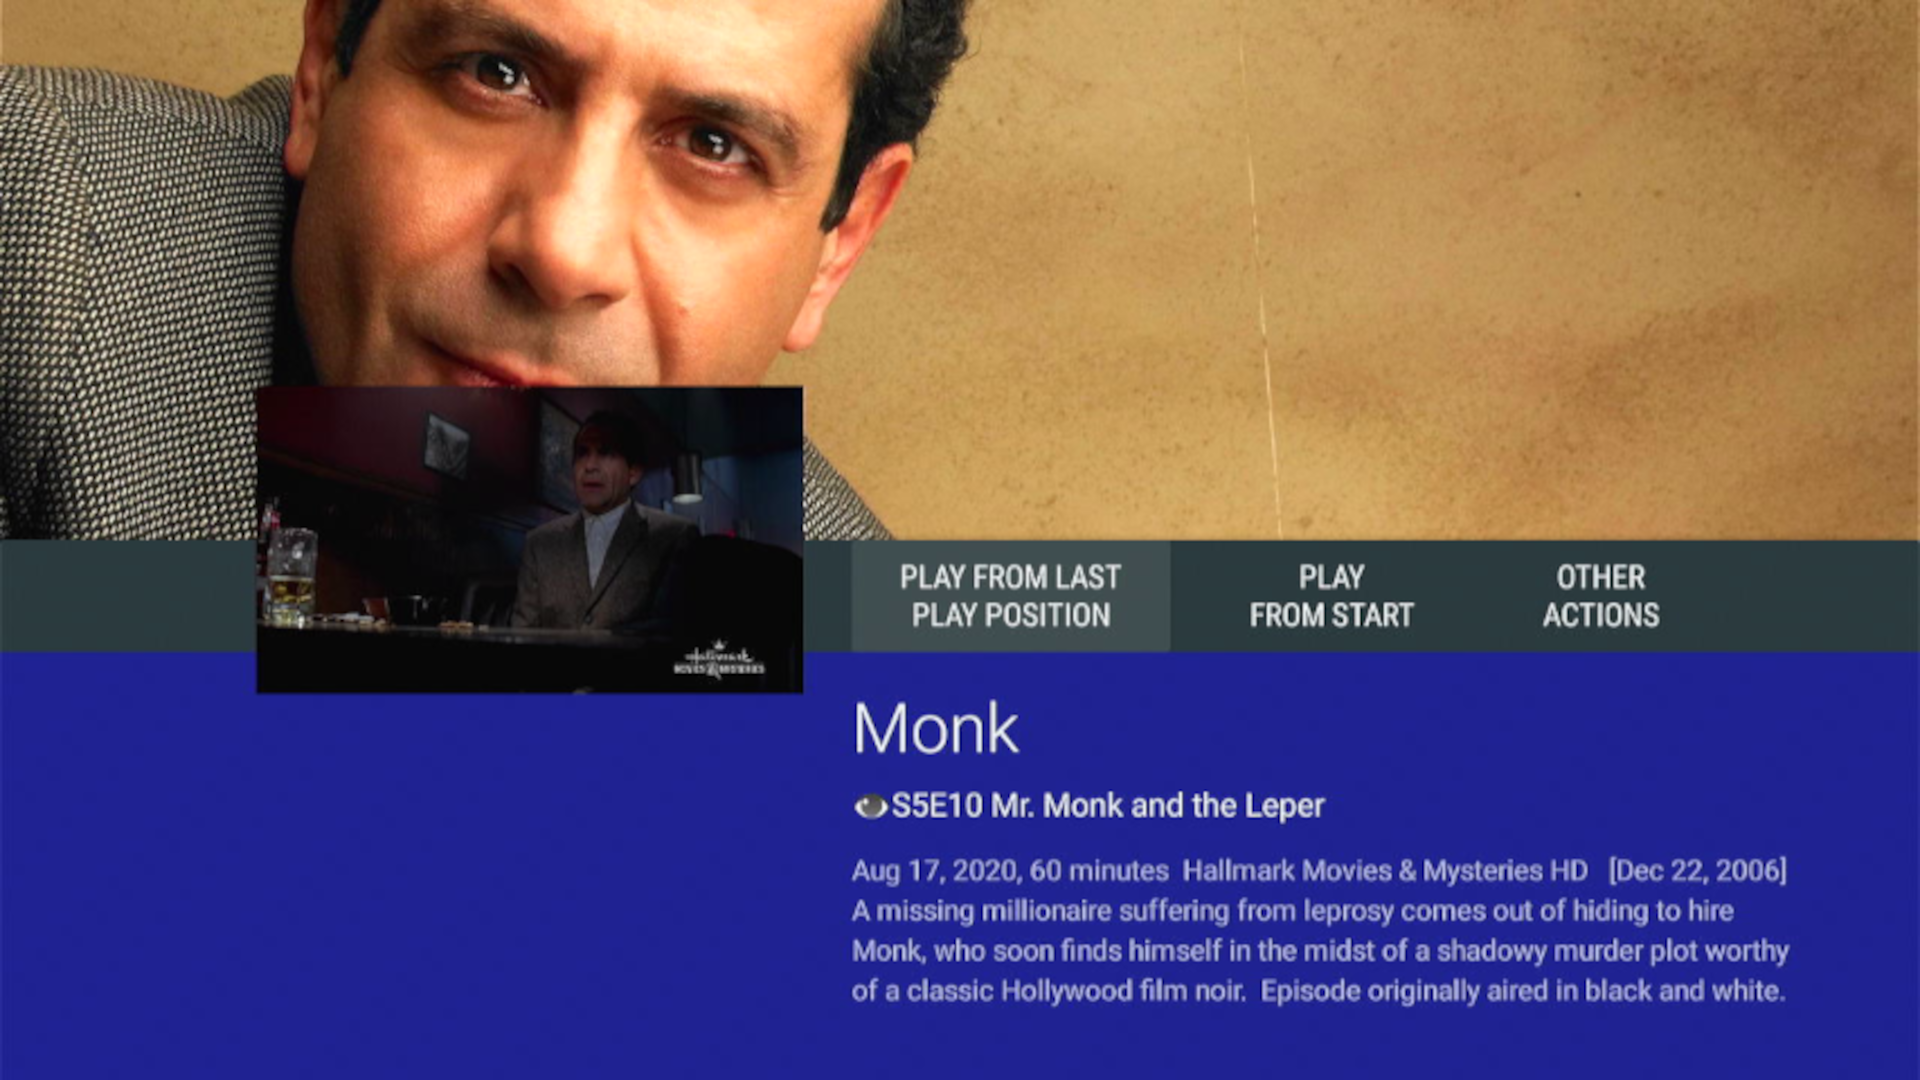 Hallmark
MOVIES & MYSTERIES
PLAY FROM LAST
PLAY POSITION
PLAY
FROM START
OTHER
ACTIONS
Monk
S5E10 Mr. Monk and the Leper
Aug 17, 2020, 60 minutes  Hallmark Movies & Mysteries HD   [Dec 22, 2006]
A missing millionaire suffering from leprosy comes out of hiding to hire
Monk, who soon finds himself in the midst of a shadowy murder plot worthy
of a classic Hollywood film noir.  Episode originally aired in black and white.